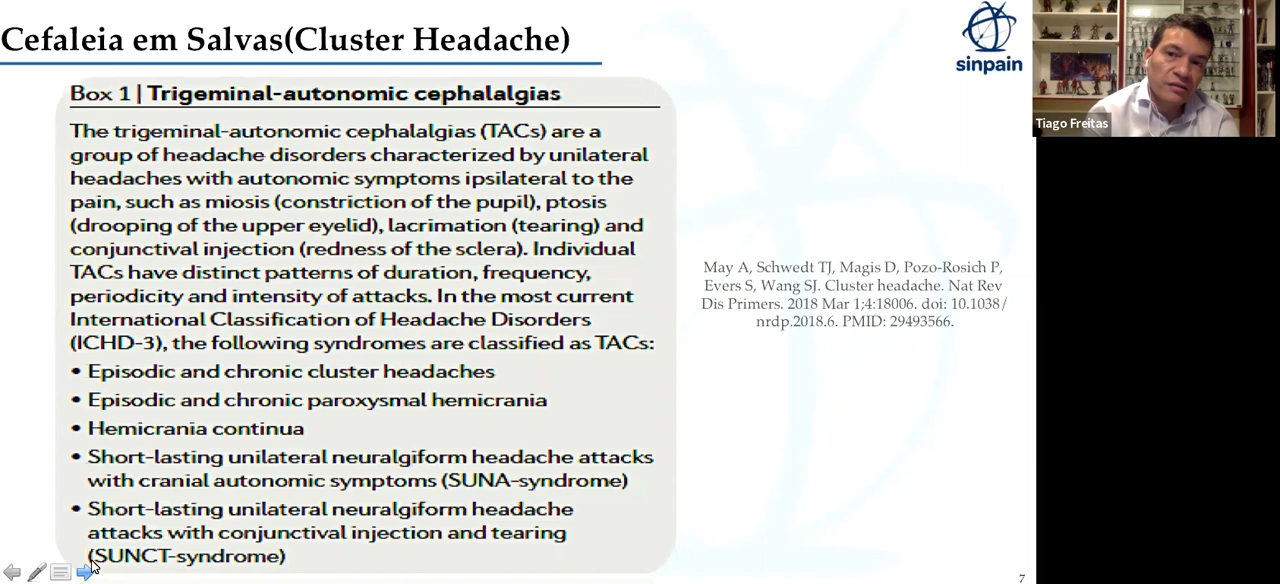 Cefaleia em Salvas(Cluster Headache)
sinpain
Tiago Freitas
Box 1 | Trigeminal-autonomic cephalalgias
The trigeminal-autonomic cephalalgias (TACs) are a
group of headache disorders characterized by unilateral
headaches with autonomic symptoms ipsilateral to the
pain, such as miosis (constriction of the pupil), ptosis
(drooping of the upper eyelid), lacrimation (tearing) and
conjunctival injection (redness of the sclera). Individual
TACs have distinct patterns of duration, frequency,
periodicity and intensity of attacks. In the most current
International Classification of Headache Disorders
(ICHD-3), the following syndromes are classified as TACs:
• Episodic and chronic cluster headaches
• Episodic and chronic paroxysmal hemicrania
• Hemicrania continua
• Short-lasting unilateral neuralgiform headache attacks
with cranial autonomic symptoms (SUNA-syndrome)
• Short-lasting unilateral neuralgiform headache
attacks with conjunctival injection and tearing
(SUNCT-syndrome)
May A, Schwedt TJ, Magis D, Pozo-Rosich P,
Evers S, Wang SJ. Cluster headache. Nat Rev
Dis Primers. 2018 Mar 1;4:18006. doi: 10.1038/
nrdp.2018.6. PMID: 29493566.
7